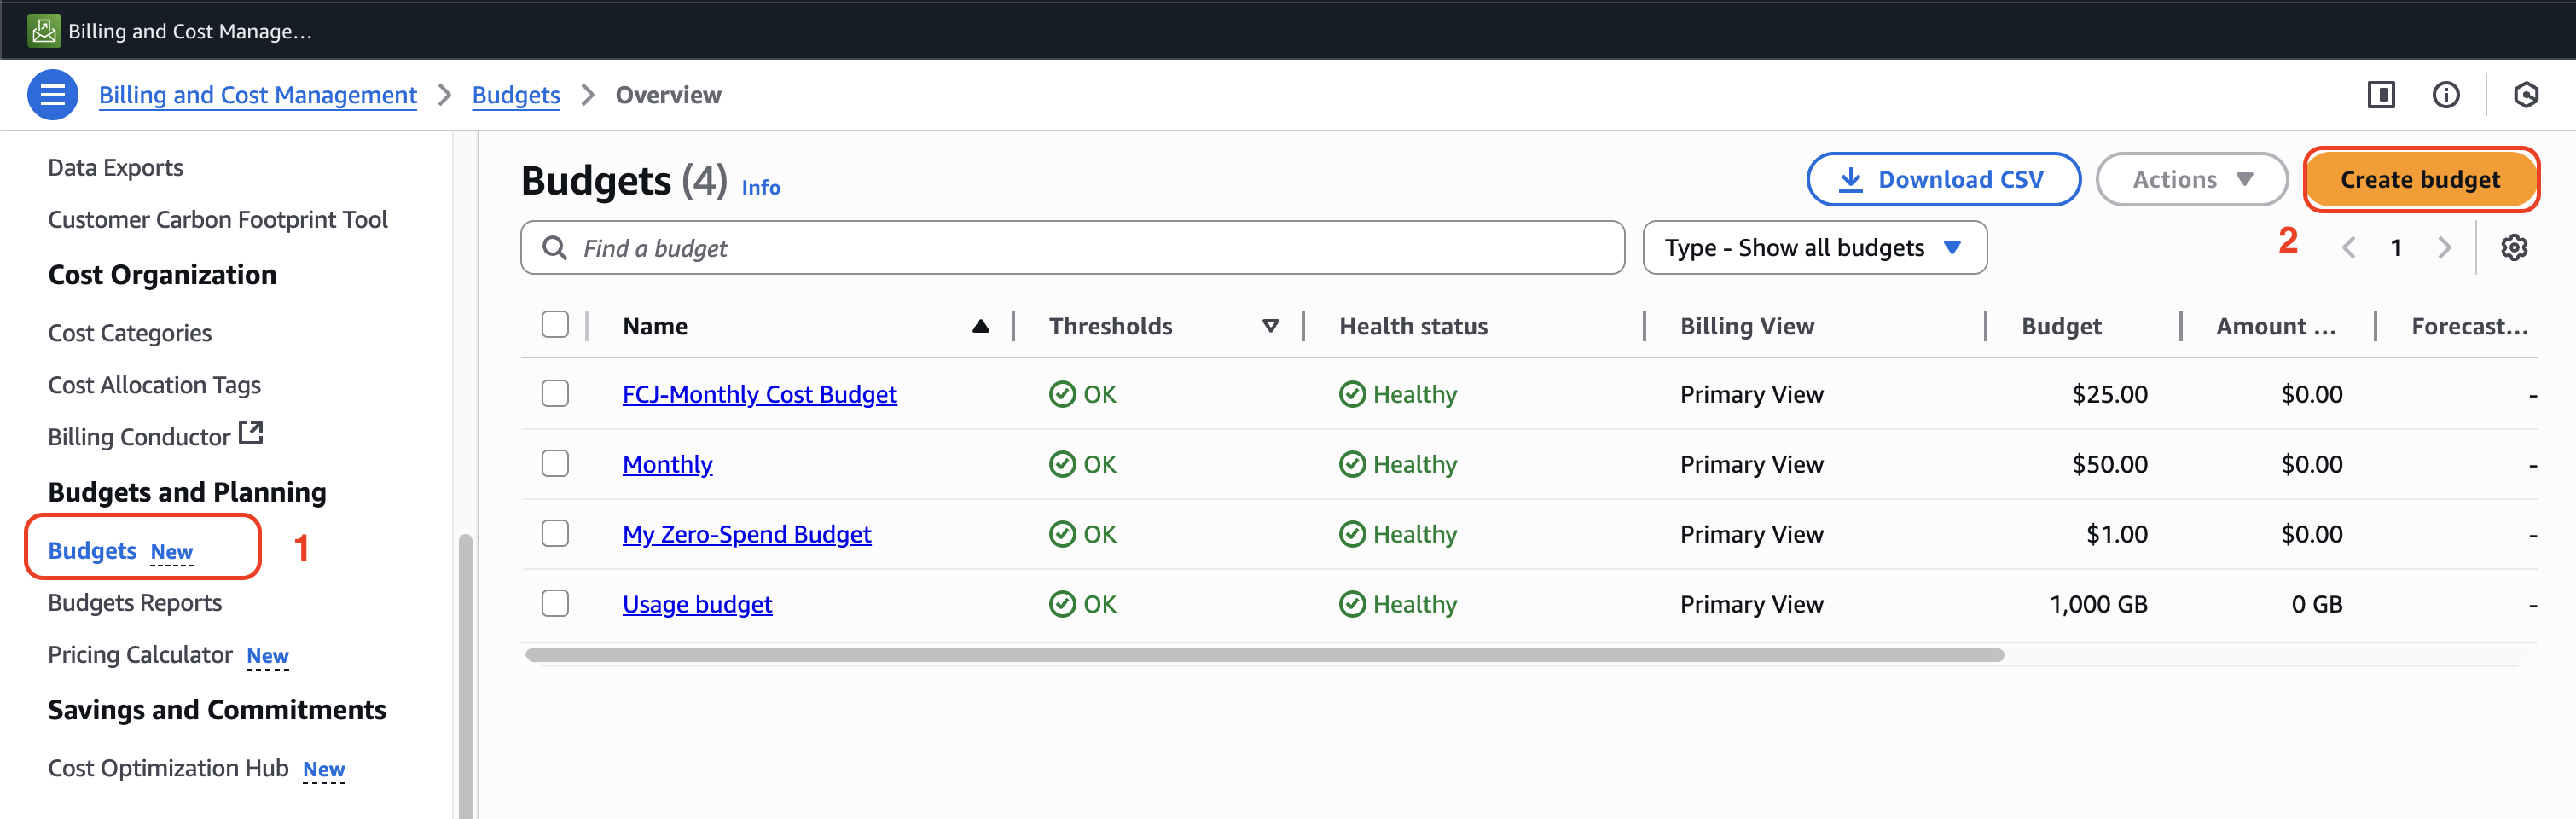 Billing and Cost Manage...
Billing and Cost Management > Budgets > Overview
Data Exports
Customer Carbon Footprint Tool
Cost Organization
Cost Categories
Cost Allocation Tags
Billing Conductor
Budgets and Planning
Budgets New 1
Budgets Reports
Pricing Calculator New
Savings and Commitments
Cost Optimization Hub New
Budgets (4) Info Download CSV Actions Create budget
Find a budget Type - Show all budgets 2 < 1 >
Name Thresholds Health status Billing View Budget Amount ... Forecast...
FCJ-Monthly Cost Budget OK Healthy Primary View $25.00 $0.00 -
Monthly OK Healthy Primary View $50.00 $0.00 -
My Zero-Spend Budget OK Healthy Primary View $1.00 $0.00 -
Usage budget OK Healthy Primary View 1,000 GB 0 GB -